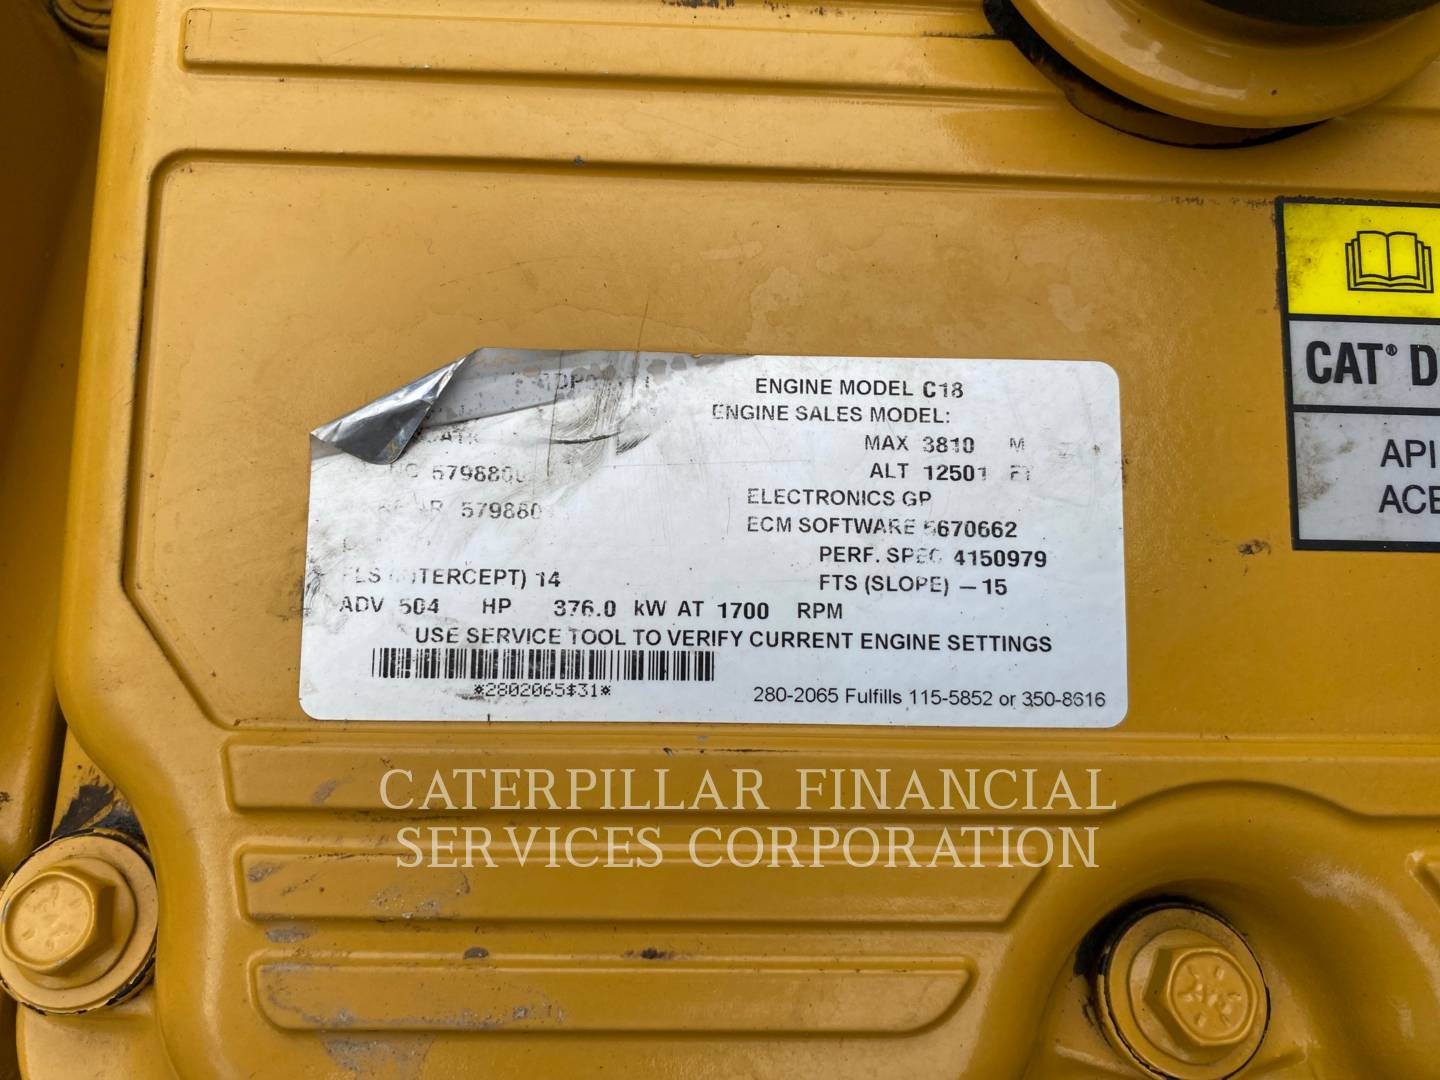 ENGINE MODEL C18
ENGINE SALES MODEL:
MAX 3810 M
ALT 12501 FT
ELECTRONICS GP
ECM SOFTWARE 5670662
PERF. SPEC 4150979
14 FTS (SLOPE) -15
ADV 504 HP 376.0 kW AT 1700 RPM
USE SERVICE TOOL TO VERIFY CURRENT ENGINE SETTINGS
*2802065$31*
280-2065 Fulfills 115-5852 or 350-8616
CAT® D
API
CATERPILLAR FINANCIAL
SERVICES CORPORATION